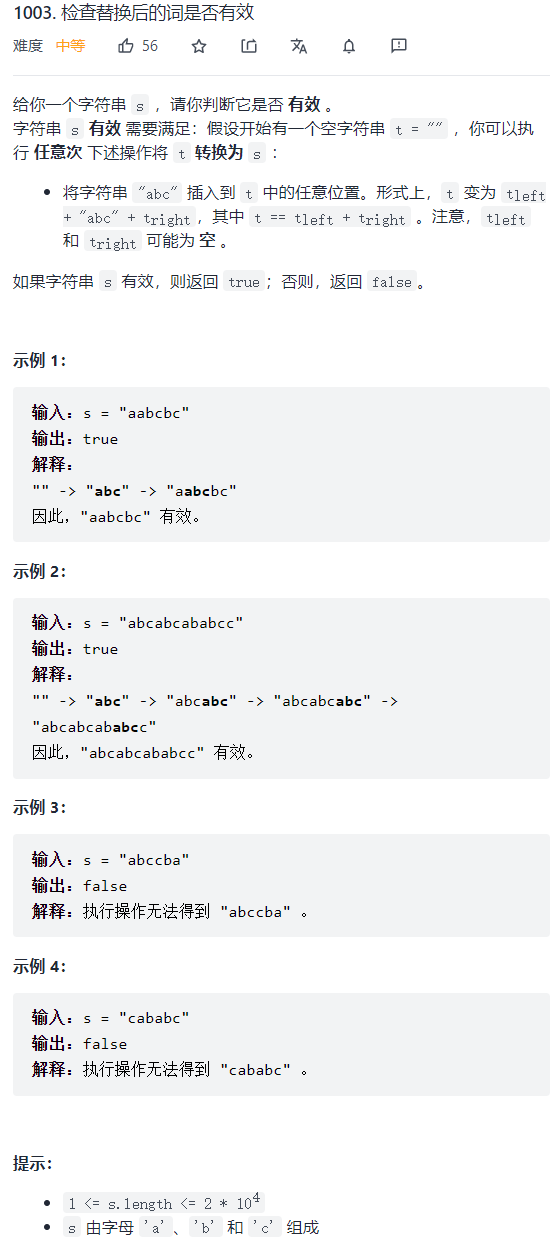 1003. 检查替换后的词是否有效
难度 中等 56
给你一个字符串 s ，请你判断它是否 有效 。
字符串 s 有效 需要满足：假设开始有一个空字符串 t = "" ，你可以执
行 任意次 下述操作将 t 转换为 s ：
• 将字符串 "abc" 插入到 t 中的任意位置。形式上，t 变为 tleft
+ "abc" + tright，其中 t == tleft + tright 。注意，tleft
和 tright 可能为 空 。
如果字符串 s 有效，则返回 true；否则，返回 false。
示例 1：
输入：s = "aabcbc"
输出：true
解释：
"" -> "abc" -> "aabcbc"
因此，"aabcbc" 有效。
示例 2：
输入：s = "abcabcababcc"
输出：true
解释：
"" -> "abc" -> "abcabc" -> "abcabcabc" ->
"abcabcababcc"
因此，"abcabcababcc" 有效。
示例 3：
输入：s = "abccba"
输出：false
解释：执行操作无法得到 "abccba" 。
示例 4：
输入：s = "cababc"
输出：false
解释：执行操作无法得到 "cababc" 。
提示：
• 1 <= s.length <= 2 * 10^4
• s 由字母 'a'、'b' 和 'c' 组成